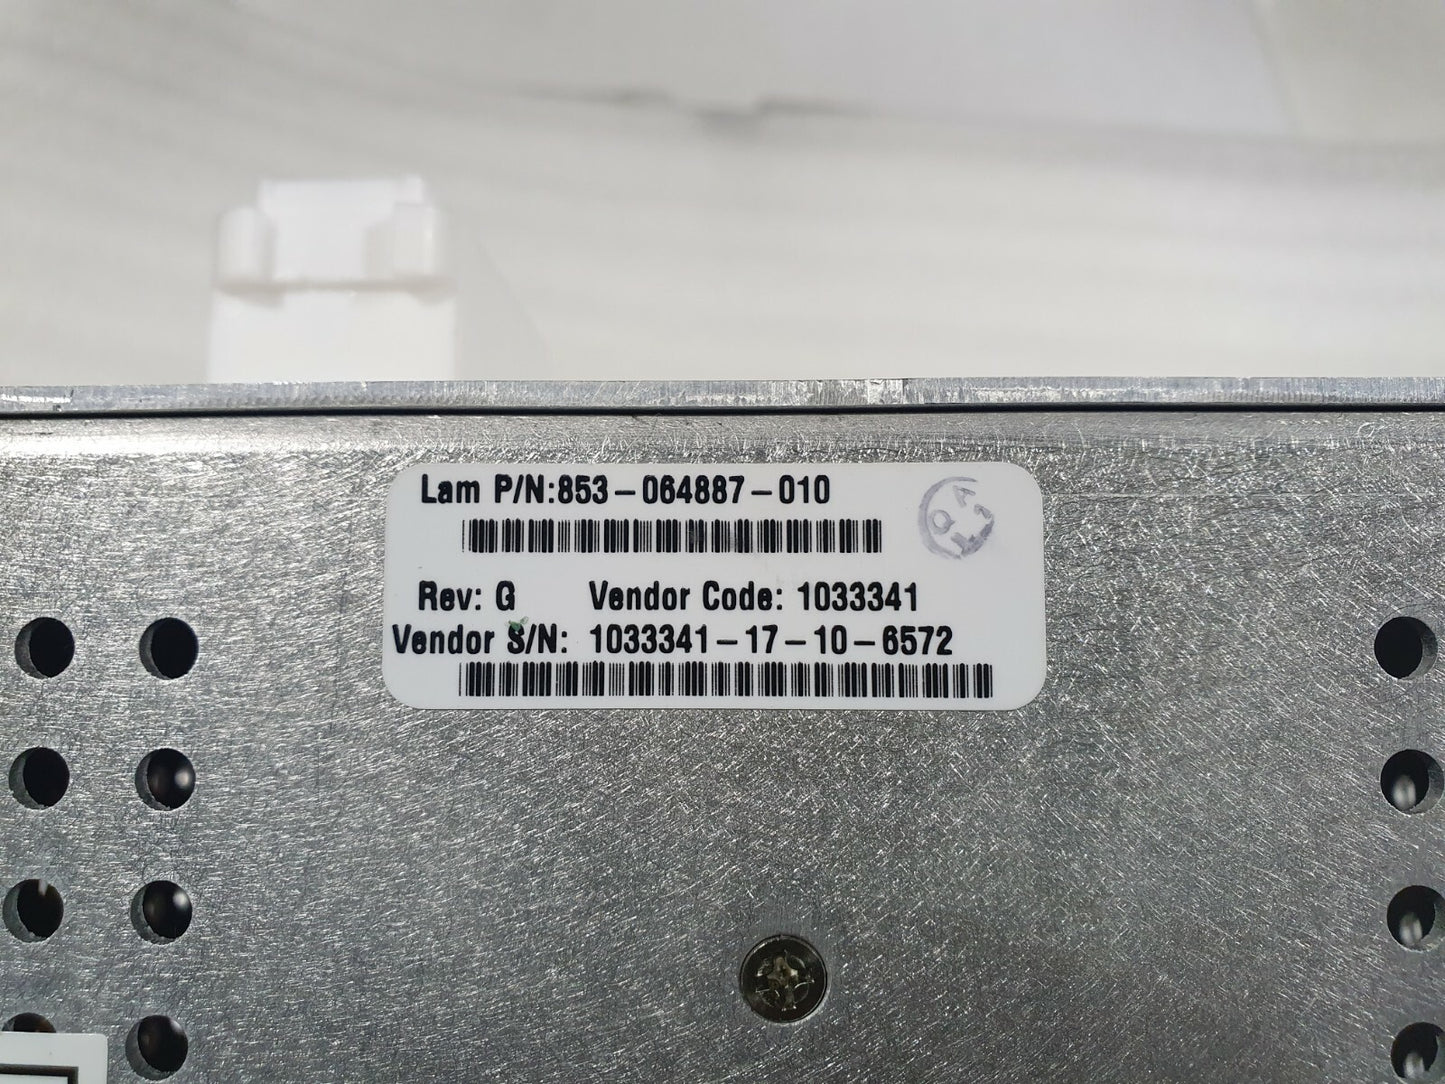 Lam P/N:853-064887-010
Rev: G Vendor Code: 1033341
Vendor S/N: 1033341-17-10-6572